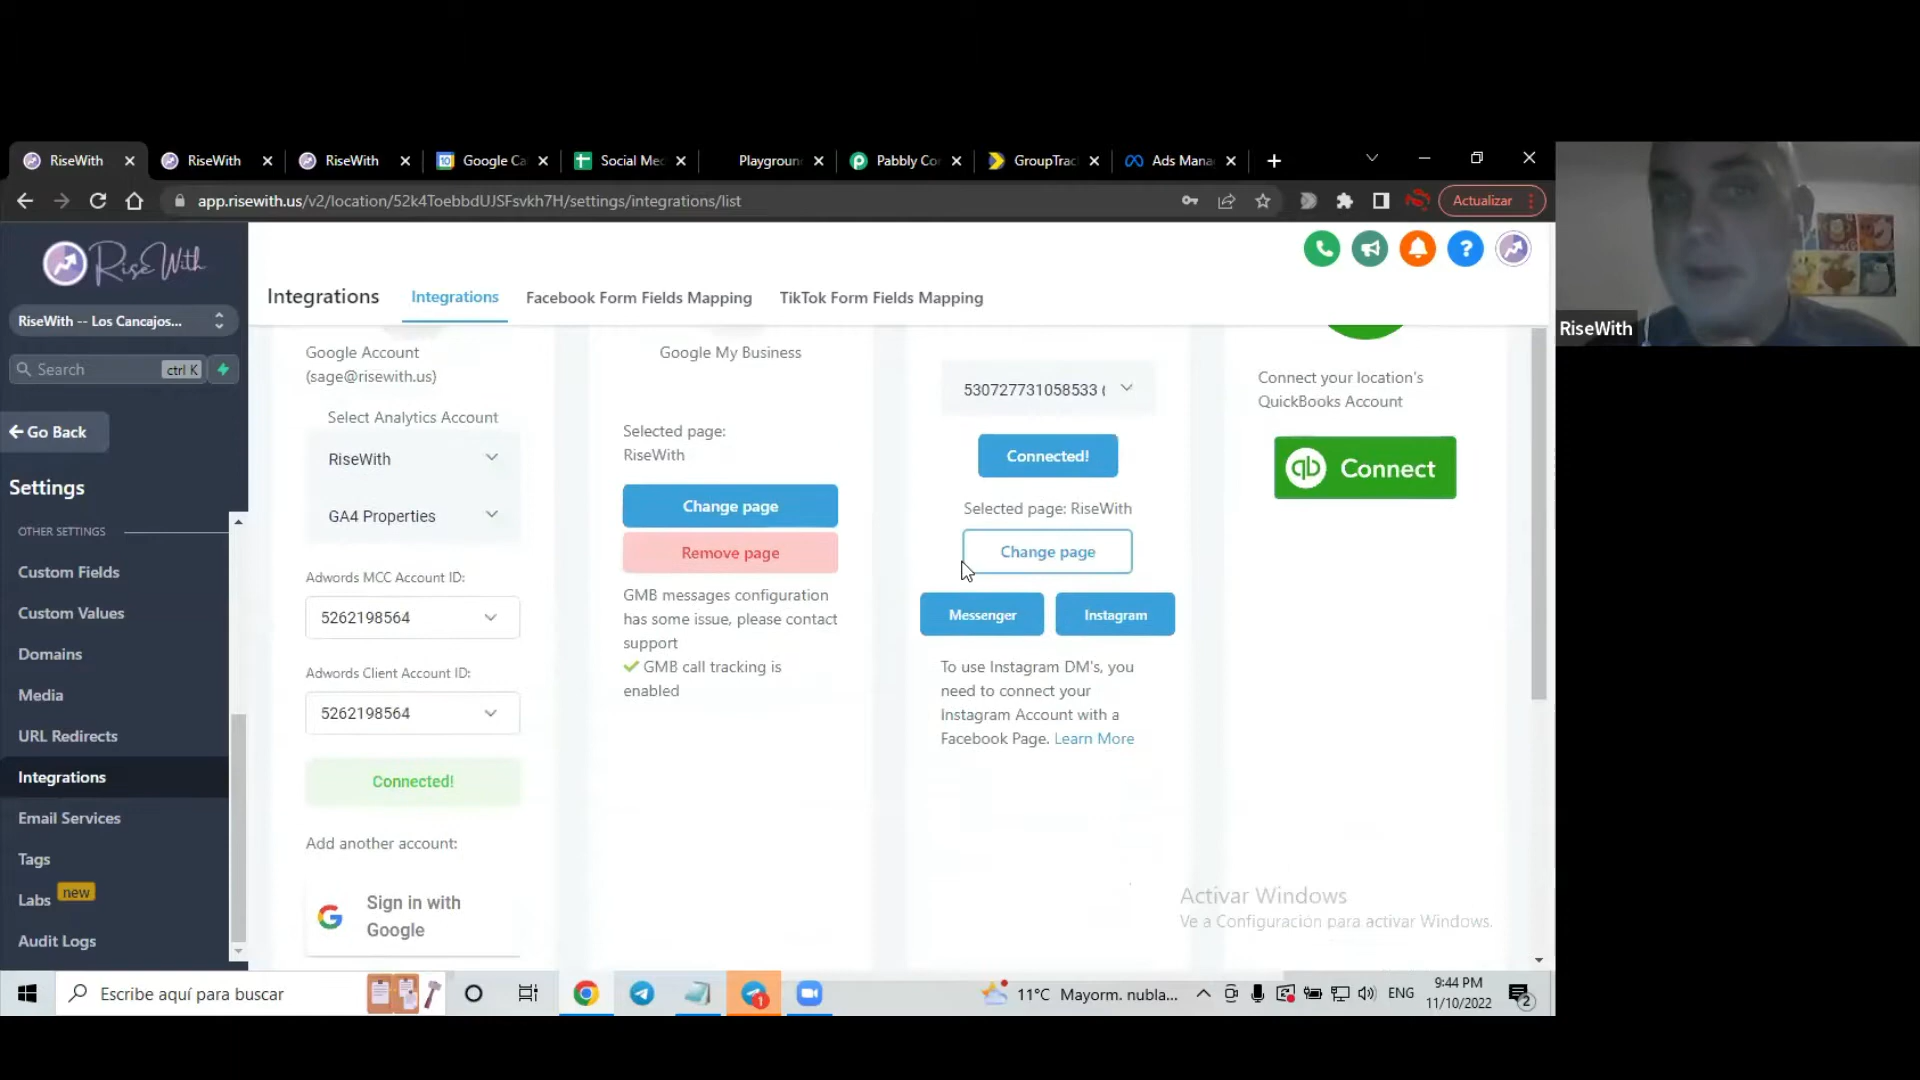 RiseWith
RiseWith
RiseWith
Google Ca
Social Me
Playgroun
Pabbly Co
GroupTrac
Ads Mana
app.risewith.us/v2/location/52k4ToebbdUJSFsvkh7H/settings/integrations/list
Actualizar
RiseWith
RiseWith -- Los Cancajos...
Search
ctrl K
Go Back
Settings
OTHER SETTINGS
Custom Fields
Custom Values
Domains
Media
URL Redirects
Integrations
Email Services
Tags
Labs new
Audit Logs
Integrations
Integrations
Facebook Form Fields Mapping
TikTok Form Fields Mapping
Google Account
(sage@risewith.us)
Select Analytics Account
RiseWith
GA4 Properties
Adwords MCC Account ID:
5262198564
Adwords Client Account ID:
5262198564
Connected!
Add another account:
Sign in with
Google
Google My Business
Selected page:
RiseWith
Change page
Remove page
GMB messages configuration
has some issue, please contact
support
GMB call tracking is
enabled
530727731058533 (
Connected!
Selected page: RiseWith
Change page
Messenger
Instagram
To use Instagram DM's, you
need to connect your
Instagram Account with a
Facebook Page. Learn More
Connect your location's
QuickBooks Account
qb Connect
Activar Windows
Ve a Configuración para activar Windows.
RiseWith
Escribe aquí para buscar
1
11°C Mayorm. nubla...
ENG
9:44 PM
11/10/2022
2